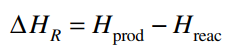 ΔH_R = H_prod − H_reac